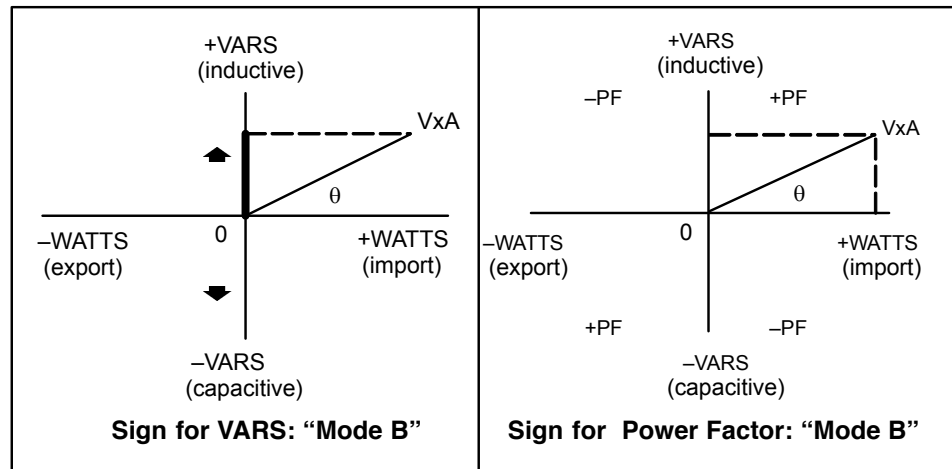 +VARS
(inductive)
VxA
θ
0
–WATTS
(export)
+WATTS
(import)
–VARS
(capacitive)
Sign for VARS: “Mode B”
+VARS
(inductive)
–PF
+PF
VxA
θ
0
–WATTS
(export)
+WATTS
(import)
+PF
–PF
–VARS
(capacitive)
Sign for Power Factor: “Mode B”